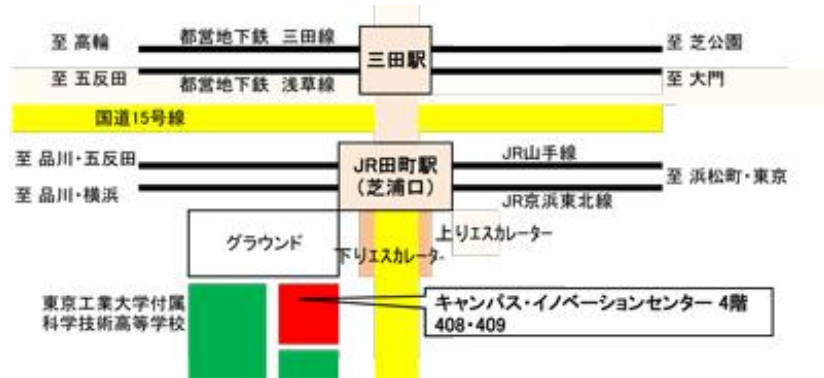 至 高輪
都営地下鉄 三田線
三田駅
至 芝公園
至 五反田
都営地下鉄 浅草線
至 大門
国道15号線
至 品川・五反田
JR田町駅
(芝浦口)
JR山手線
至 浜松町・東京
至 品川・横浜
JR京浜東北線
グラウンド
下りエスカレーター
上りエスカレーター
東京工業大学付属
科学技術高等学校
キャンパス・イノベーションセンター 4階
408・409